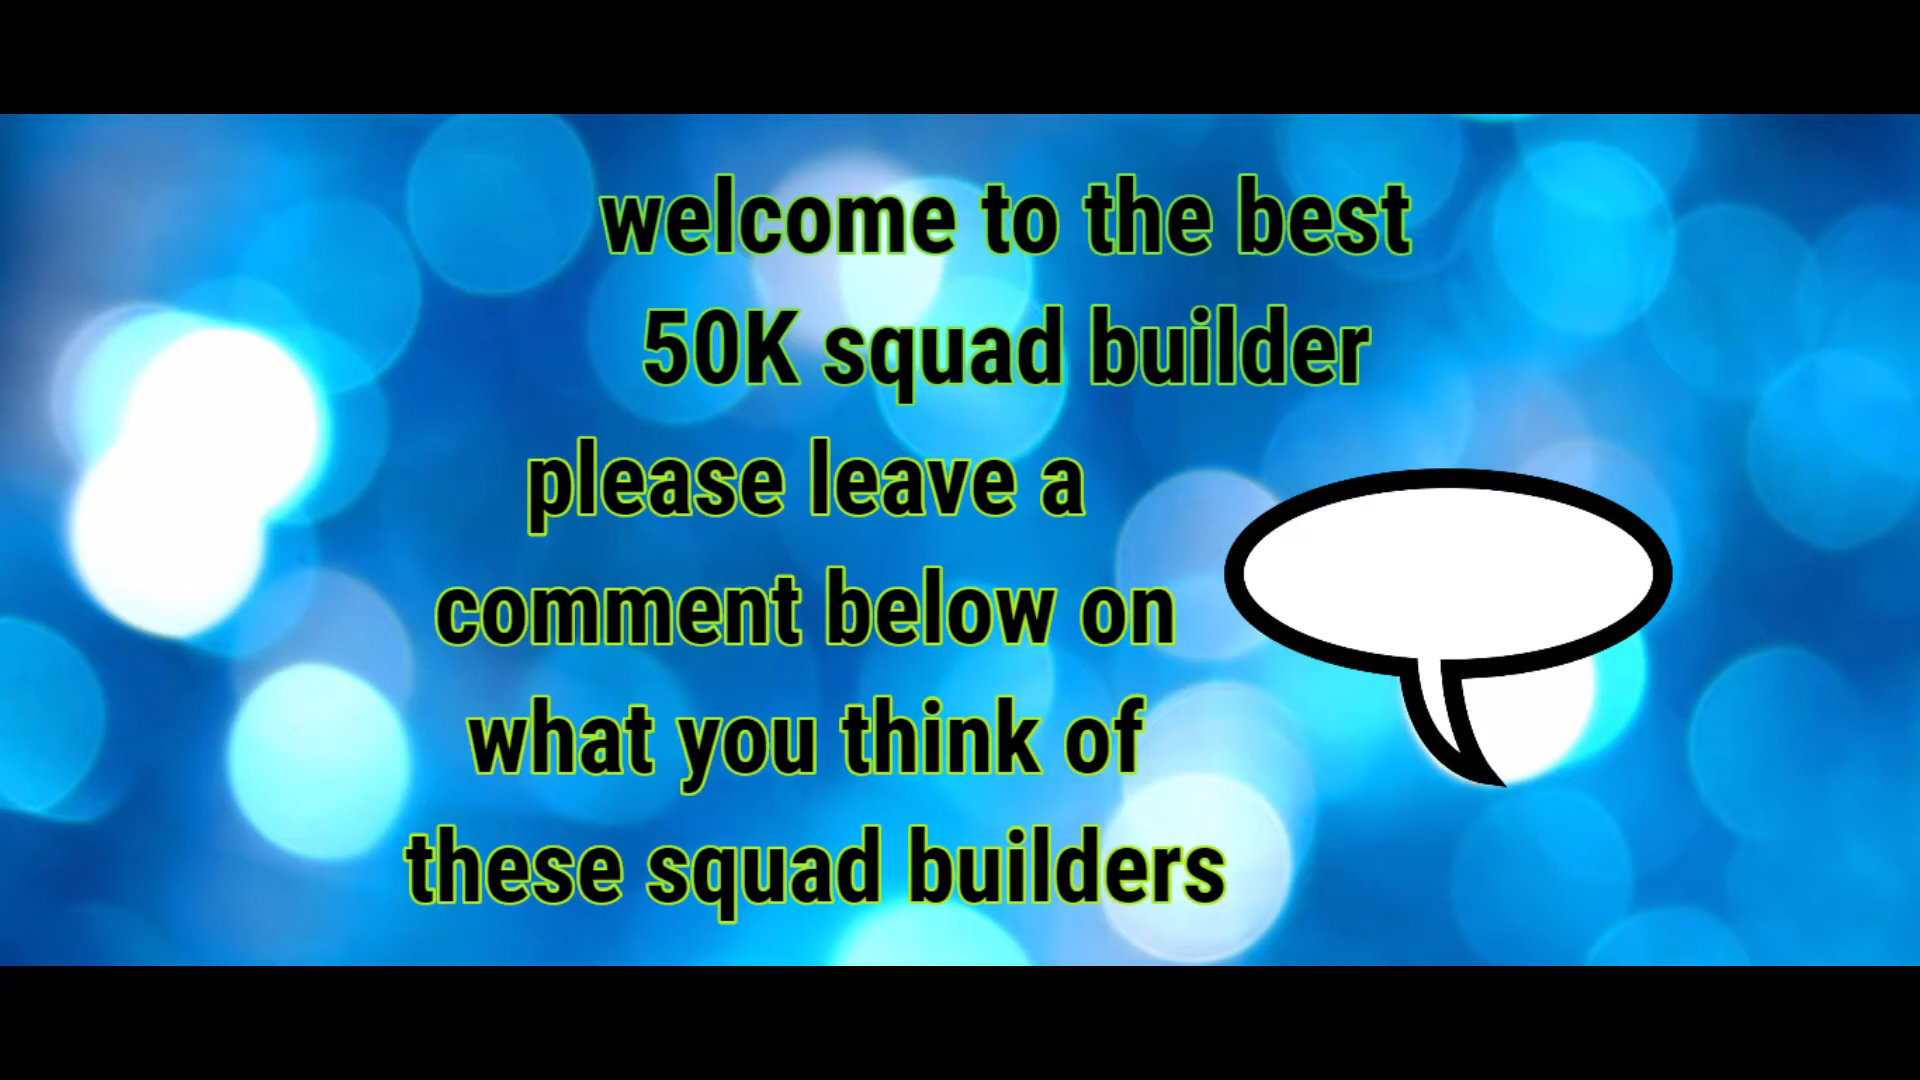 welcome to the best
50K squad builder
please leave a
comment below on
what you think of
these squad builders